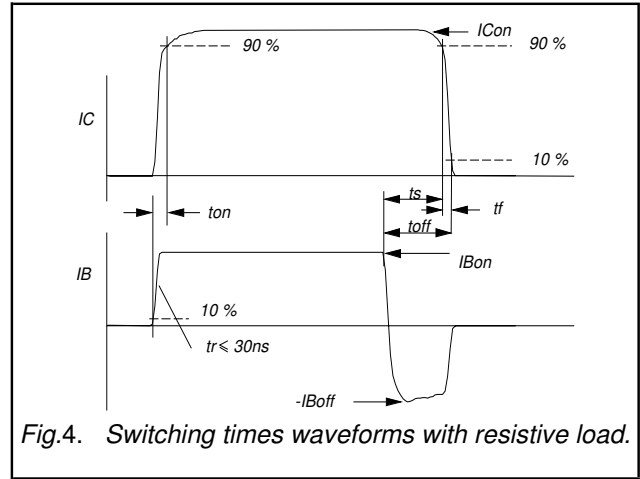 ICon
90 %
90 %
IC
10 %
ts
ton
tf
toff
IB
IBon
10 %
tr ≤ 30ns
-IBoff
Fig.4. Switching times waveforms with resistive load.